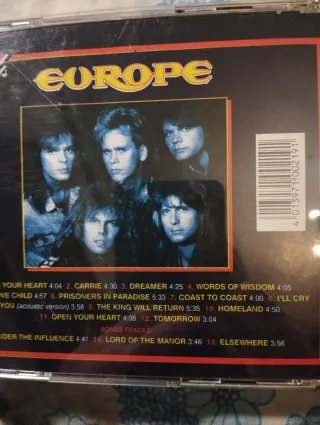 EUROPE
4 013971 002191
YOUR HEART 4:04 2. CARRIE 4:30 3. DREAMER 4:25 4. WORDS OF WISDOM 4:05
VE CHILD 4:57 6. PRISONERS IN PARADISE 5:33 7. COAST TO COAST 4:00 8. I'LL CRY
YOU (acoustic version) 3:58 9. THE KING WILL RETURN 5:35 10. HOMELAND 4:50
11. OPEN YOUR HEART 4:08 12. TOMORROW 3:04
BONUS TRACKS
NDER THE INFLUENCE 4:41 14. LORD OF THE MANOR 3:46 15. ELSEWHERE 3:56